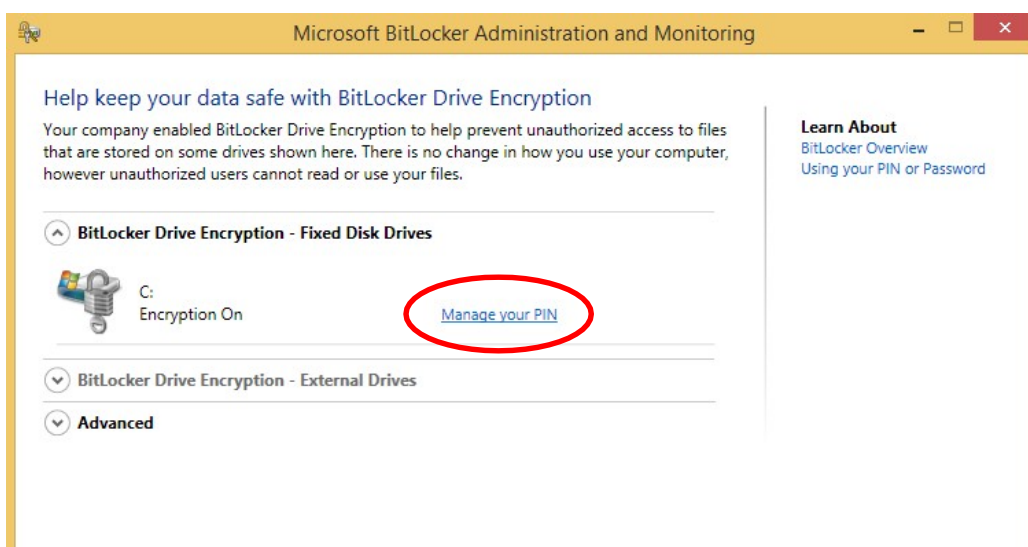 Microsoft BitLocker Administration and Monitoring
Help keep your data safe with BitLocker Drive Encryption
Your company enabled BitLocker Drive Encryption to help prevent unauthorized access to files
that are stored on some drives shown here. There is no change in how you use your computer,
however unauthorized users cannot read or use your files.
BitLocker Drive Encryption - Fixed Disk Drives
C:
Encryption On
Manage your PIN
BitLocker Drive Encryption - External Drives
Advanced
Learn About
BitLocker Overview
Using your PIN or Password